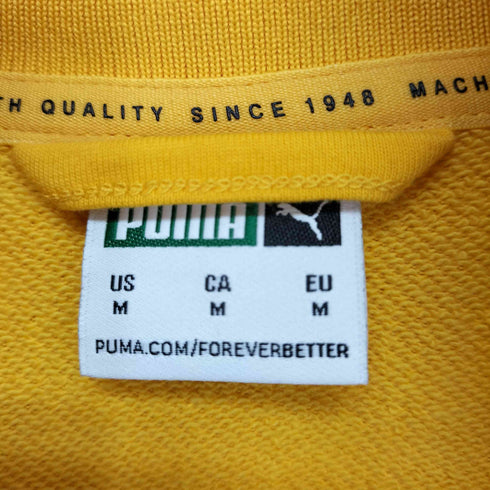 TH QUALITY SINCE 1948 MACH
PUMA
US CA EU
M M M
PUMA.COM/FOREVERBETTER